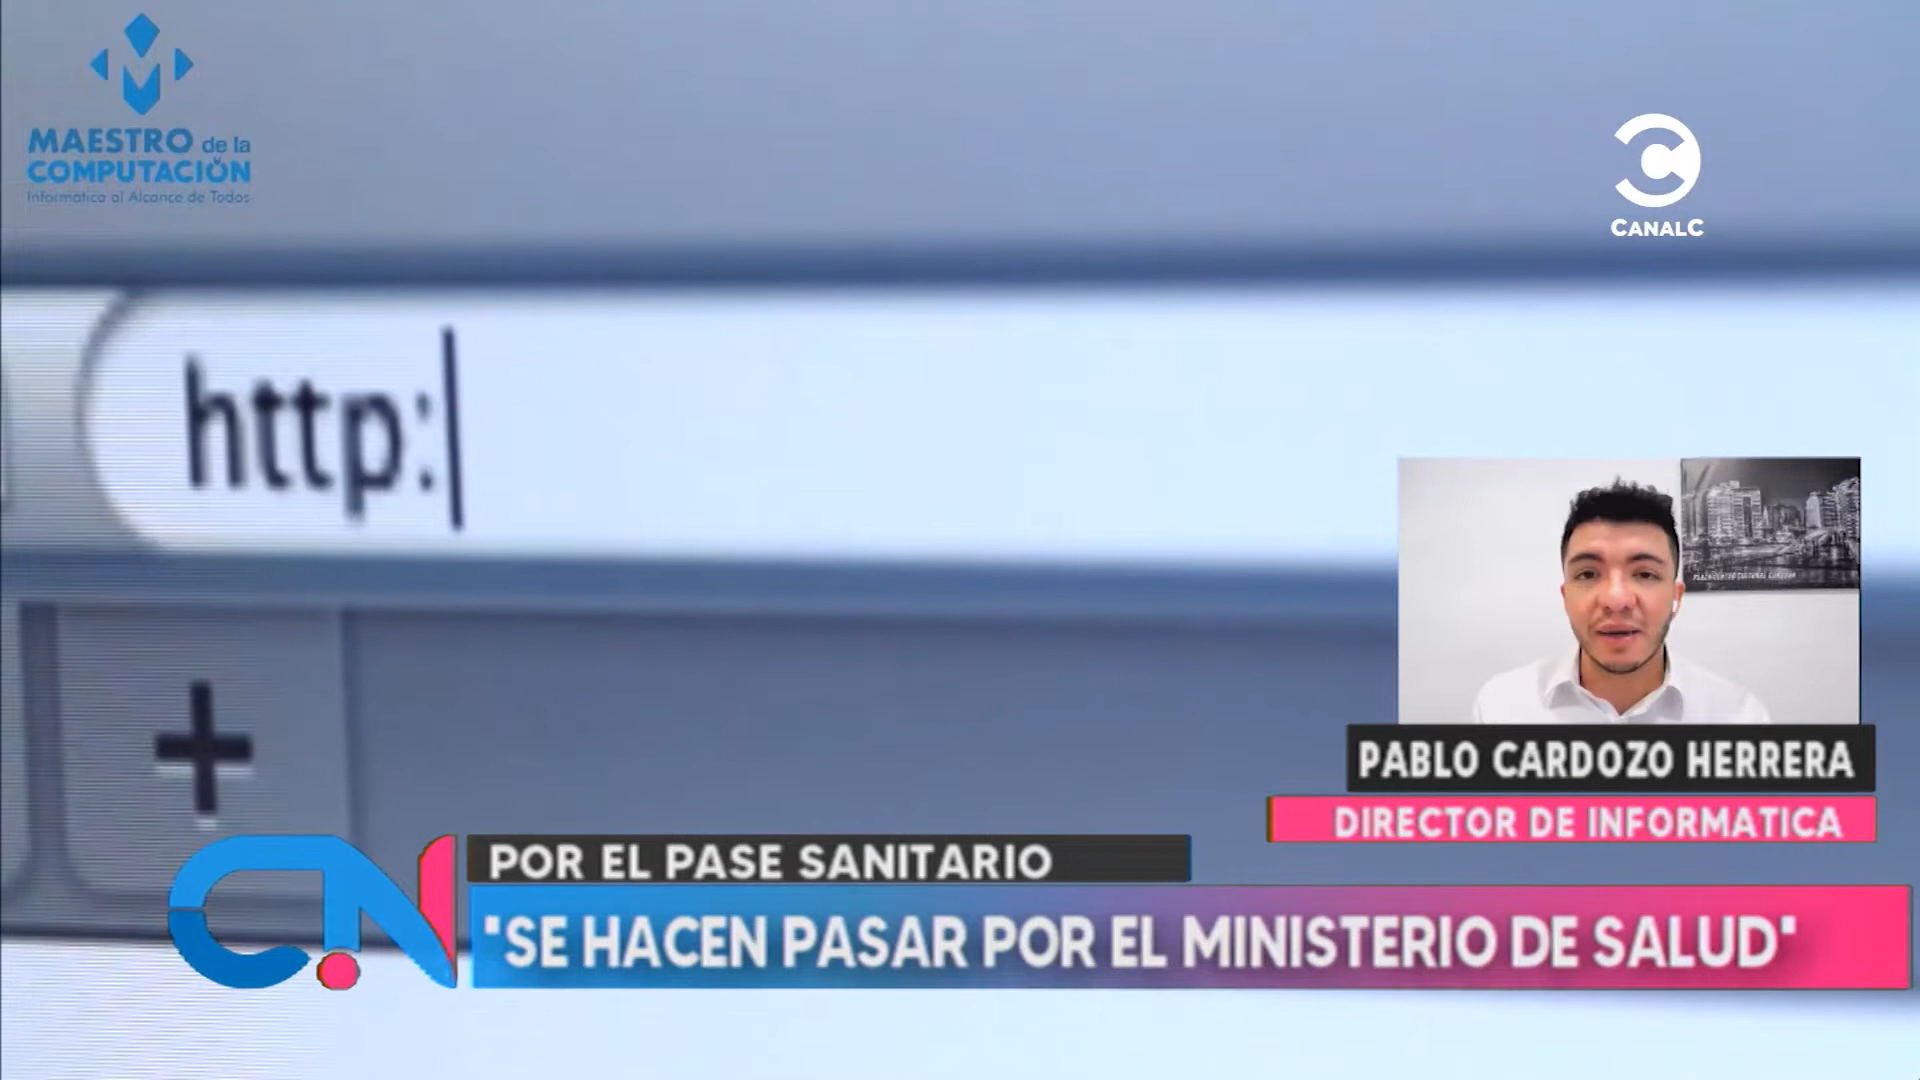 MAESTRO de la
COMPUTACIÓN
Informática al Alcance de Todos
CANALC
http:
+
PABLO CARDOZO HERRERA
DIRECTOR DE INFORMATICA
POR EL PASE SANITARIO
"SE HACEN PASAR POR EL MINISTERIO DE SALUD"